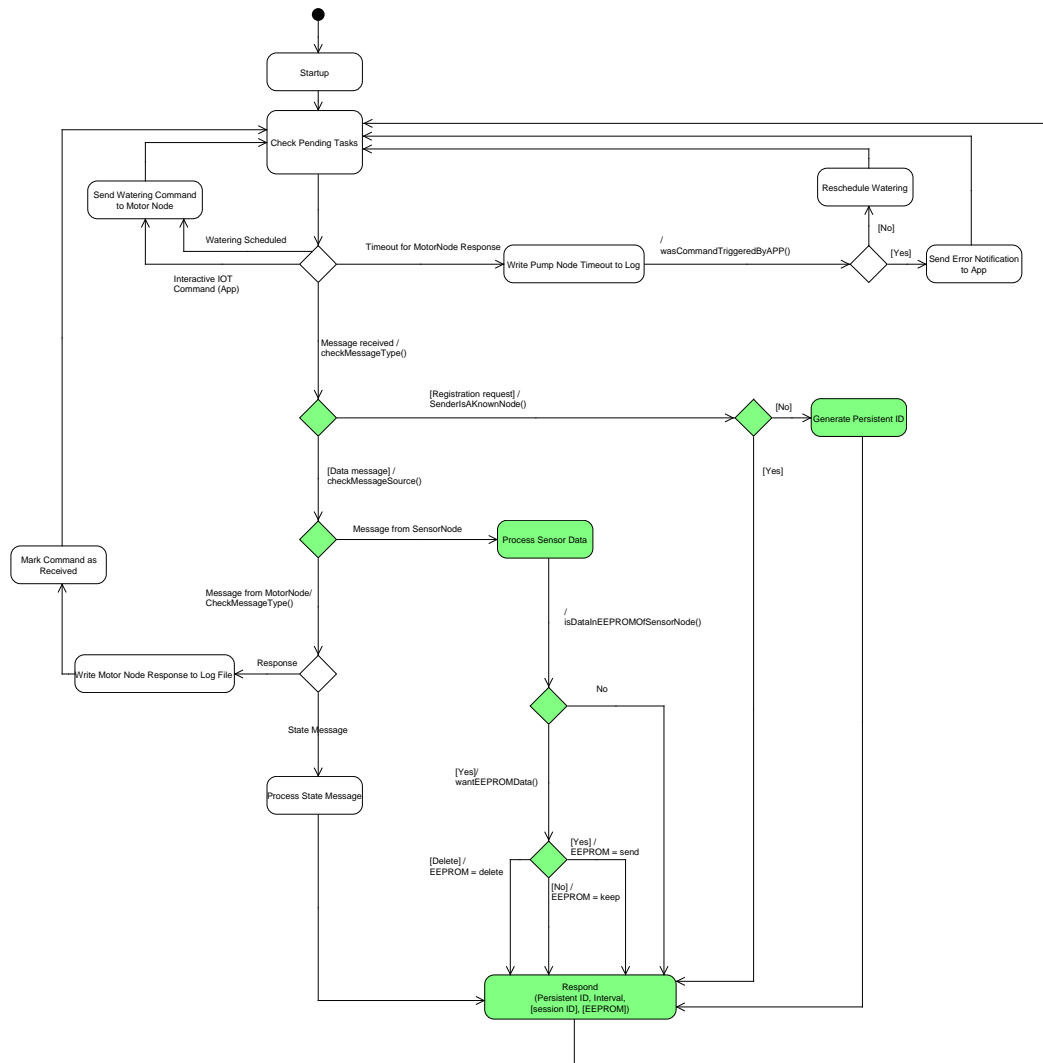 Startup
Check Pending Tasks
Send Watering Command
to Motor Node
Reschedule Watering
Watering Scheduled
Timeout for MotorNode Response
/
wasCommandTriggeredByAPP()
[No]
[Yes]
Write Pump Node Timeout to Log
Send Error Notification
to App
Interactive IOT
Command (App)
Message received /
checkMessageType()
[Registration request] /
SenderIsAKnownNode()
[No]
Generate Persistent ID
[Yes]
[Data message] /
checkMessageSource()
Message from SensorNode
Process Sensor Data
Mark Command as
Received
Message from MotorNode/
CheckMessageType()
/
isDataInEEPROMOfSensorNode()
Response
Write Motor Node Response to Log File
No
State Message
[Yes]/
wantEEPROMData()
Process State Message
[Yes] /
EEPROM = send
[Delete] /
EEPROM = delete
[No] /
EEPROM = keep
Respond
(Persistent ID, Interval,
[session ID], [EEPROM])